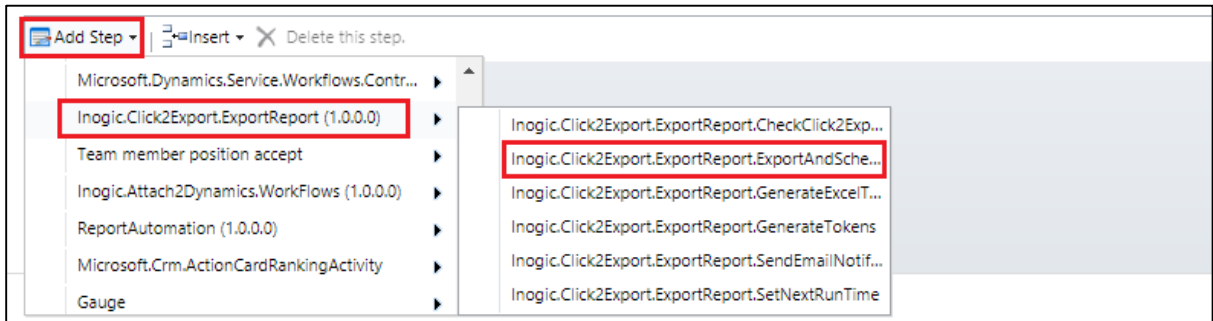 Add Step Insert Delete this step.
Microsoft.Dynamics.Service.Workflows.Contr...
Inogic.Click2Export.ExportReport (1.0.0.0)
Team member position accept
Inogic.Attach2Dynamics.WorkFlows (1.0.0.0)
ReportAutomation (1.0.0.0)
Microsoft.Crm.ActionCardRankingActivity
Gauge
Inogic.Click2Export.ExportReport.CheckClick2Exp...
Inogic.Click2Export.ExportReport.ExportAndSche...
Inogic.Click2Export.ExportReport.GenerateExcelT...
Inogic.Click2Export.ExportReport.GenerateTokens
Inogic.Click2Export.ExportReport.SendEmailNotif...
Inogic.Click2Export.ExportReport.SetNextRunTime